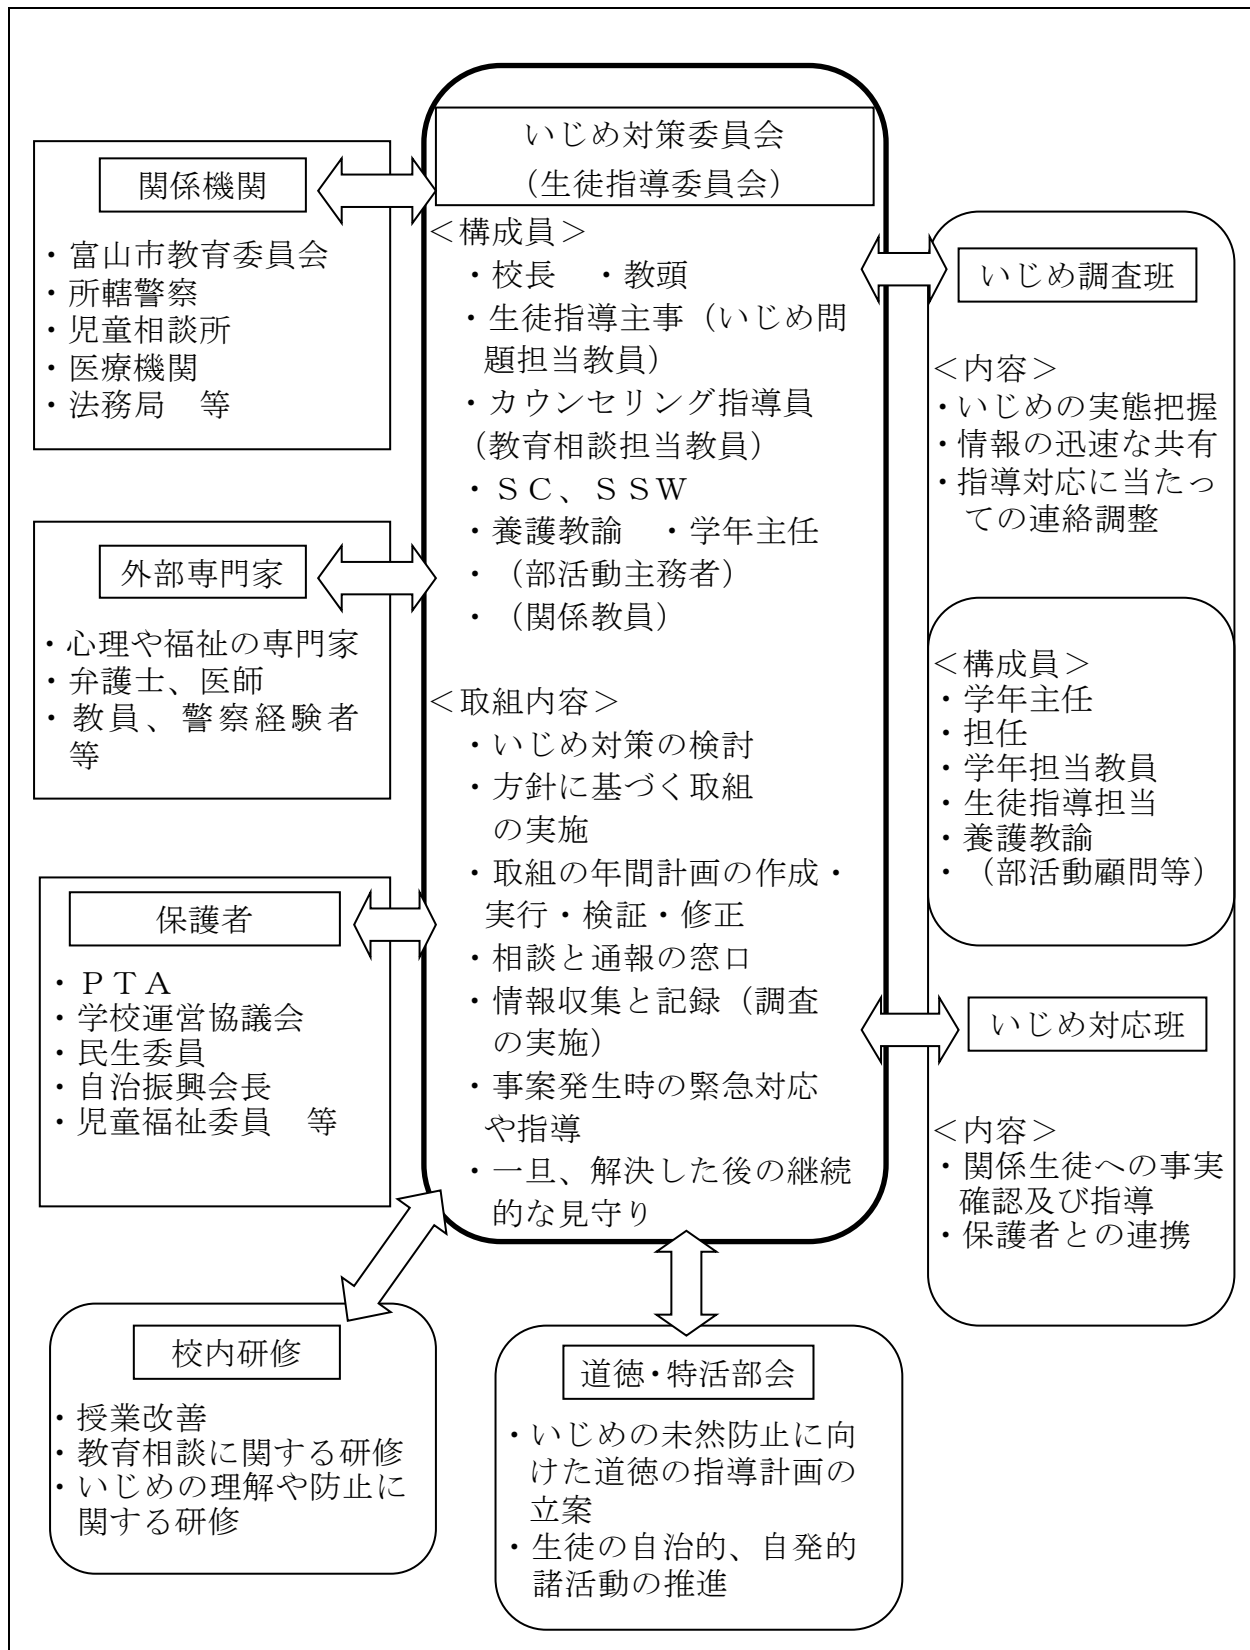 いじめ対策委員会
（生徒指導委員会）
＜構成員＞
・校長　・教頭
・生徒指導主事（いじめ問
題担当教員）
・カウンセリング指導員
（教育相談担当教員）
・ＳＣ、ＳＳＷ
・養護教諭　・学年主任
・（部活動主務者）
・（関係教員）
＜取組内容＞
・いじめ対策の検討
・方針に基づく取組
の実施
・取組の年間計画の作成・
実行・検証・修正
・相談と通報の窓口
・情報収集と記録（調査
の実施）
・事案発生時の緊急対応
や指導
・一旦、解決した後の継続
的な見守り
関係機関
・富山市教育委員会
・所轄警察
・児童相談所
・医療機関
・法務局　等
外部専門家
・心理や福祉の専門家
・弁護士、医師
・教員、警察経験者
等
保護者
・ＰＴＡ
・学校運営協議会
・民生委員
・自治振興会長
・児童福祉委員　等
いじめ調査班
＜内容＞
・いじめの実態把握
・情報の迅速な共有
・指導対応に当たっ
ての連絡調整
＜構成員＞
・学年主任
・担任
・学年担当教員
・生徒指導担当
・養護教諭
・（部活動顧問等）
いじめ対応班
＜内容＞
・関係生徒への事実
確認及び指導
・保護者との連携
校内研修
・授業改善
・教育相談に関する研修
・いじめの理解や防止に
関する研修
道徳・特活部会
・いじめの未然防止に向
けた道徳の指導計画の
立案
・生徒の自治的、自発的
諸活動の推進